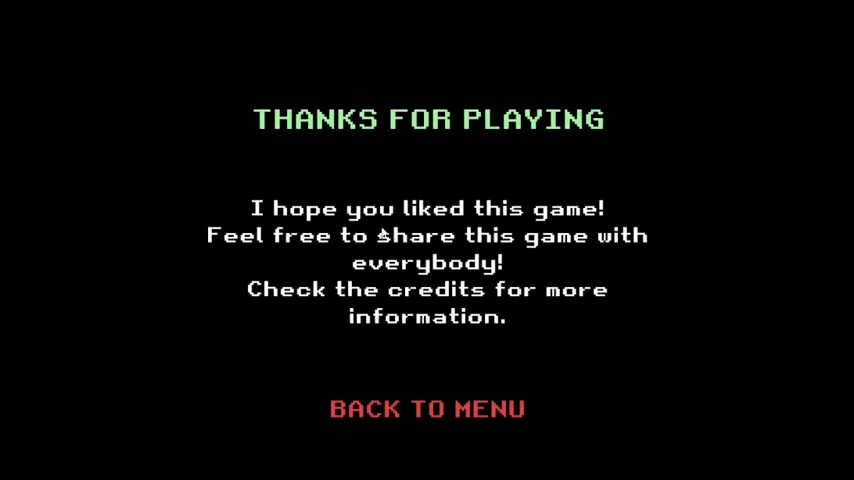 THANKS FOR PLAYING
I hope you liked this game!
Feel free to share this game with
everybody!
Check the credits for more
information.
BACK TO MENU